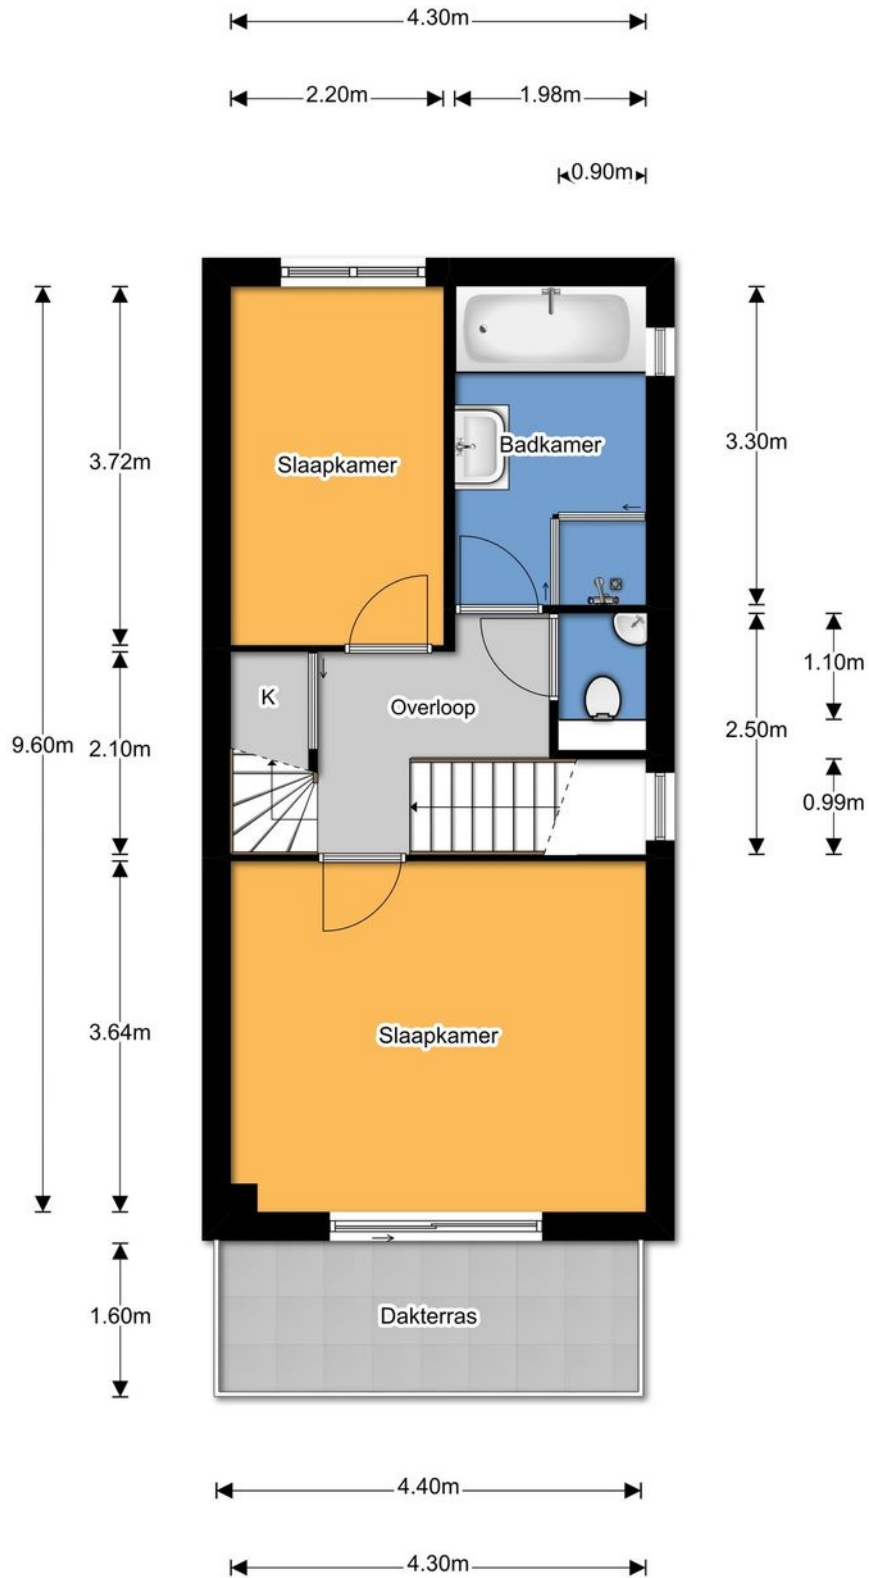 4.30m
2.20m
1.98m
0.90m
Slaapkamer
Badkamer
3.72m
3.30m
K
Overloop
1.10m
9.60m
2.10m
2.50m
0.99m
3.64m
Slaapkamer
1.60m
Dakterras
4.40m
4.30m